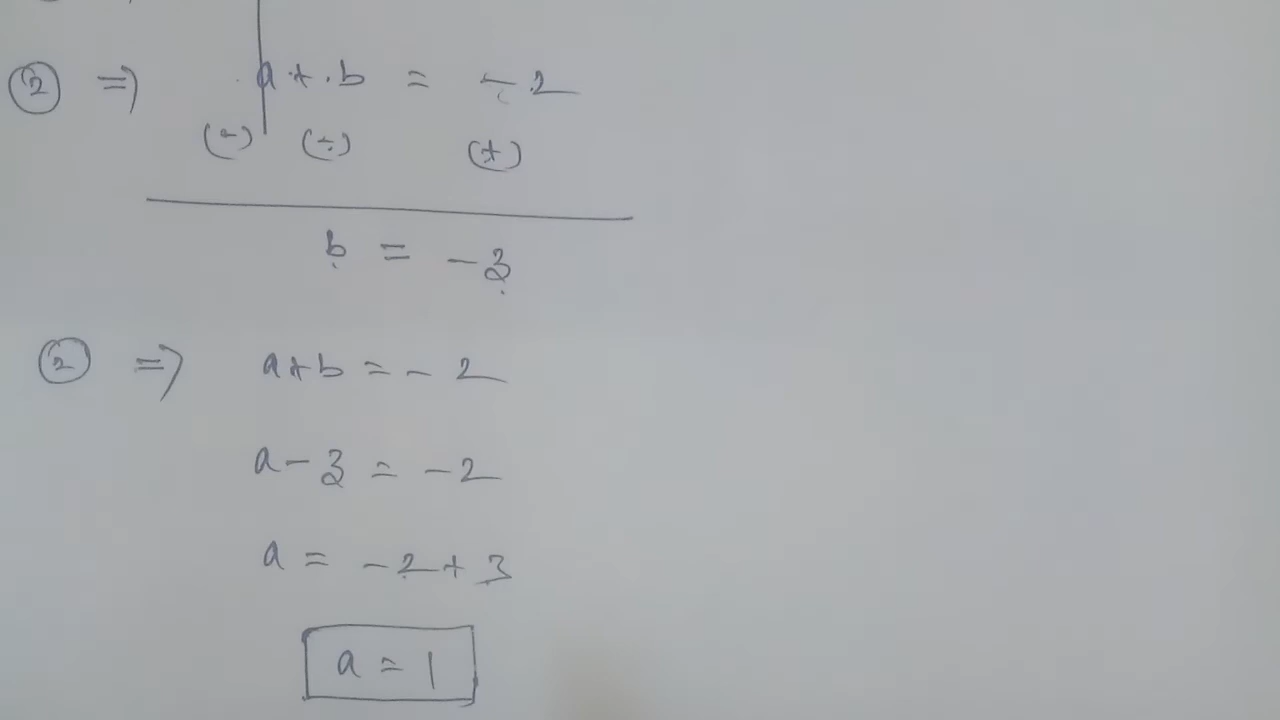 ② ⇒ a + b = - 2
(-) (-) (+)
b = - 3
② ⇒ a + b = - 2
a - 3 = - 2
a = - 2 + 3
a = 1